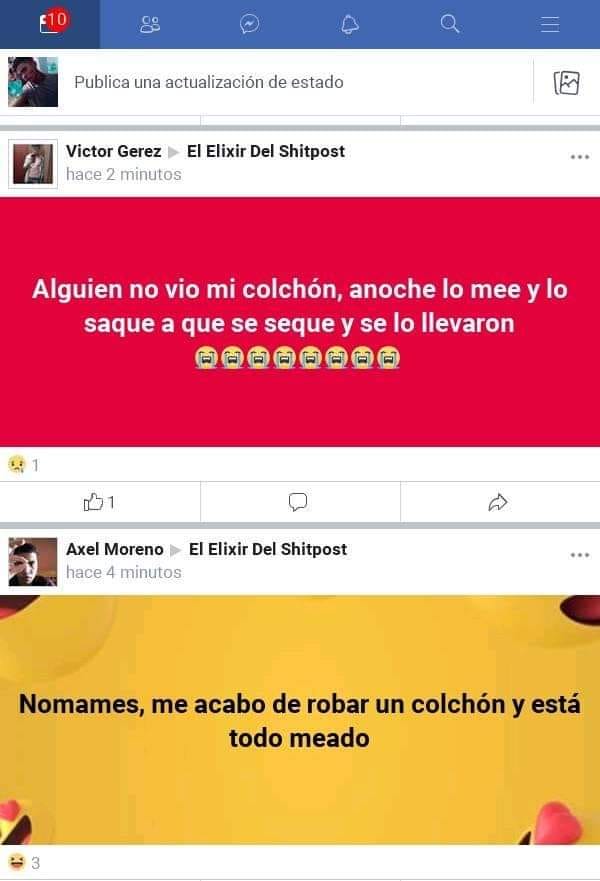 10
Publica una actualización de estado
Victor Gerez ▶ El Elixir Del Shitpost
hace 2 minutos
Alguien no vio mi colchón, anoche lo mee y lo
saque a que se seque y se lo llevaron
😭😭😭😭😭😭😭😭
1
1
Axel Moreno ▶ El Elixir Del Shitpost
hace 4 minutos
Nomames, me acabo de robar un colchón y está
todo meado
3